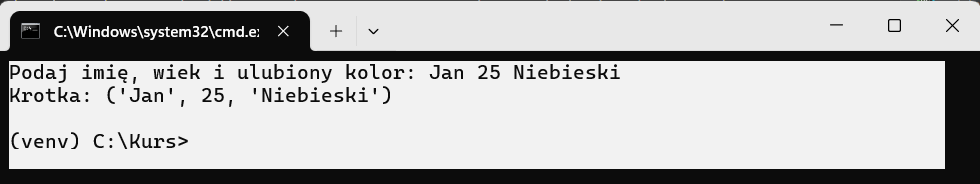 C:\Windows\system32\cmd.e
Podaj imię, wiek i ulubiony kolor: Jan 25 Niebieski
Krotka: ('Jan', 25, 'Niebieski')
(venv) C:\Kurs>